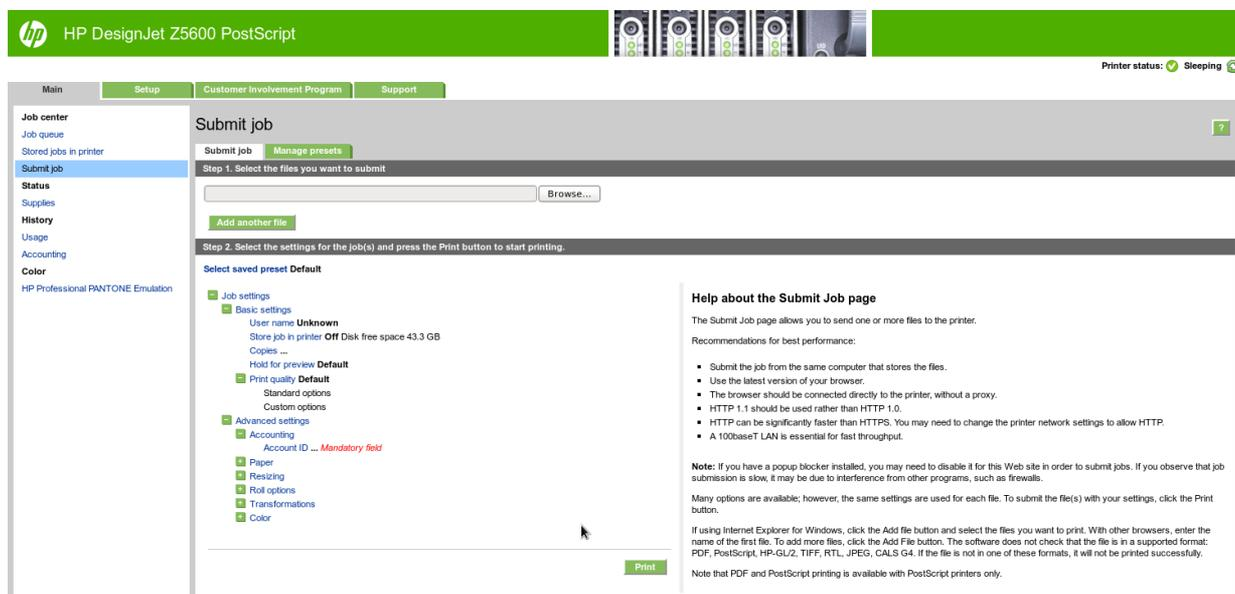 hp
HP DesignJet Z5600 PostScript
UID
Printer status: Sleeping
Main
Setup
Customer Involvement Program
Support
Job center
Job queue
Stored jobs in printer
Submit job
Status
Supplies
History
Usage
Accounting
Color
HP Professional PANTONE Emulation
Submit job
?
Submit job
Manage presets
Step 1. Select the files you want to submit
Browse...
Add another file
Step 2. Select the settings for the job(s) and press the Print button to start printing.
Select saved preset Default
Job settings
Basic settings
User name Unknown
Store job in printer Off Disk free space 43.3 GB
Copies ...
Hold for preview Default
Print quality Default
Standard options
Custom options
Advanced settings
Accounting
Account ID ... Mandatory field
Paper
Resizing
Roll options
Transformations
Color
Print
Help about the Submit Job page
The Submit Job page allows you to send one or more files to the printer.
Recommendations for best performance:
Submit the job from the same computer that stores the files.
Use the latest version of your browser.
The browser should be connected directly to the printer, without a proxy.
HTTP 1.1 should be used rather than HTTP 1.0.
HTTP can be significantly faster than HTTPS. You may need to change the printer network settings to allow HTTP.
A 100baseT LAN is essential for fast throughput.
Note: If you have a popup blocker installed, you may need to disable it for this Web site in order to submit jobs. If you observe that job
submission is slow, it may be due to interference from other programs, such as firewalls.
Many options are available; however, the same settings are used for each file. To submit the file(s) with your settings, click the Print
button.
If using Internet Explorer for Windows, click the Add file button and select the files you want to print. With other browsers, enter the
name of the first file. To add more files, click the Add File button. The software does not check that the file is in a supported format:
PDF, PostScript, HP-GL/2, TIFF, RTL, JPEG, CALS G4. If the file is not in one of these formats, it will not be printed successfully.
Note that PDF and PostScript printing is available with PostScript printers only.